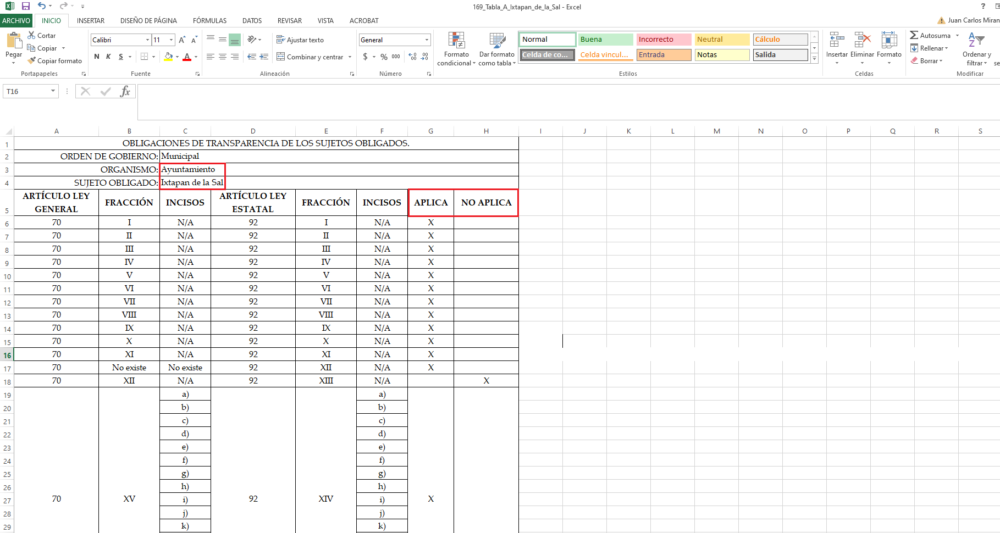 169_Tabla_A_Ixtapan_de_la_Sal - Excel ?
ARCHIVO INICIO INSERTAR DISEÑO DE PÁGINA FÓRMULAS DATOS REVISAR VISTA ACROBAT Juan Carlos Miran
Pegar Cortar Copiar Copiar formato Portapapeles
Calibri 11 N K S Fuente
Ajustar texto Combinar y centrar Alineación
General $ % 000 Número
Formato condicional Dar formato como tabla
Normal Buena Incorrecto Neutral Cálculo
Celda de co... Celda vincul... Entrada Notas Salida
Estilos
Insertar Eliminar Formato Celdas
Autosuma Rellenar Borrar Ordenar y filtrar Modificar
T16 fx
A B C D E F G H I J K L M N O P Q R S
1 OBLIGACIONES DE TRANSPARENCIA DE LOS SUJETOS OBLIGADOS.
2 ORDEN DE GOBIERNO: Municipal
3 ORGANISMO: Ayuntamiento
4 SUJETO OBLIGADO: Ixtapan de la Sal
5 ARTÍCULO LEY GENERAL FRACCIÓN INCISOS ARTÍCULO LEY ESTATAL FRACCIÓN INCISOS APLICA NO APLICA
6 70 I N/A 92 I N/A X
7 70 II N/A 92 II N/A X
8 70 III N/A 92 III N/A X
9 70 IV N/A 92 IV N/A X
10 70 V N/A 92 V N/A X
11 70 VI N/A 92 VI N/A X
12 70 VII N/A 92 VII N/A X
13 70 VIII N/A 92 VIII N/A X
14 70 IX N/A 92 IX N/A X
15 70 X N/A 92 X N/A X
16 70 XI N/A 92 XI N/A X
17 70 No existe No existe 92 XII N/A X
18 70 XII N/A 92 XIII N/A X
19 a) a)
20 b) b)
21 c) c)
22 d) d)
23 e) e)
24 f) f)
25 g) g)
26 h) h)
27 70 XV i) 92 XIV i) X
28 j) j)
29 k) k)